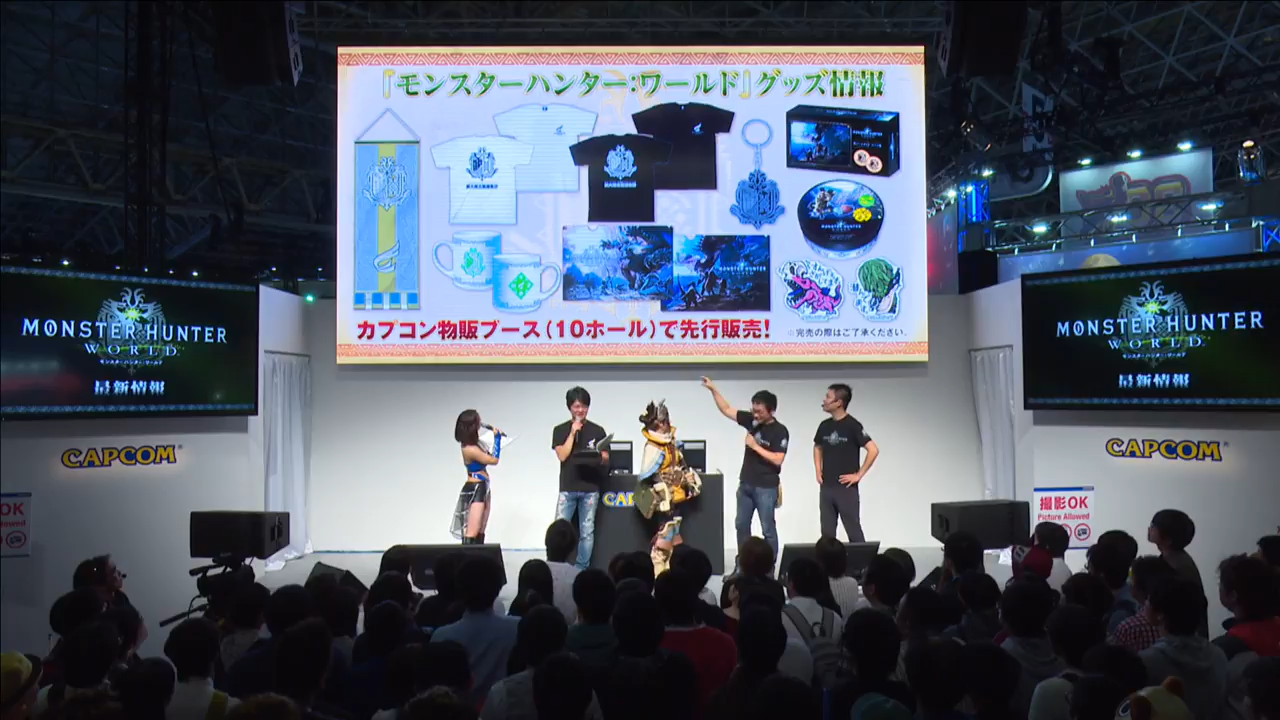 『モンスターハンター:ワールド』グッズ情報
MONSTER HUNTER
カプコン物販ブース(10ホール)で先行販売!
※完売の際はご了承ください。
MONSTER HUNTER
WORLD
モンスターハンター:ワールド
最新情報
CAPCOM
MONSTER HUNTER
WORLD
モンスターハンター:ワールド
最新情報
CAPCOM
CAP
OK
撮影OK
Picture Allowed